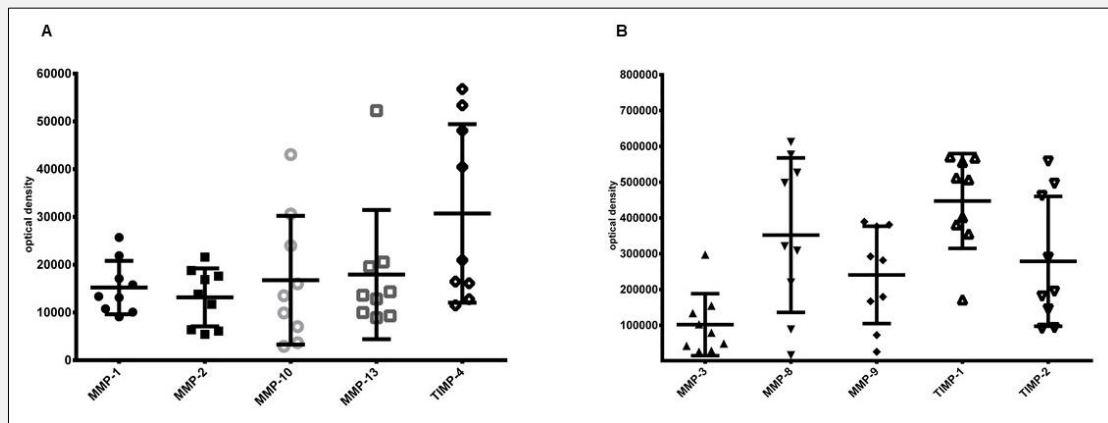 A
60000
50000
40000
30000
20000
10000
0
optical density
MMP-1
MMP-2
MMP-10
MMP-13
TIMP-4
B
800000
700000
600000
500000
400000
300000
200000
100000
optical density
MMP-3
MMP-8
MMP-9
TIMP-1
TIMP-2